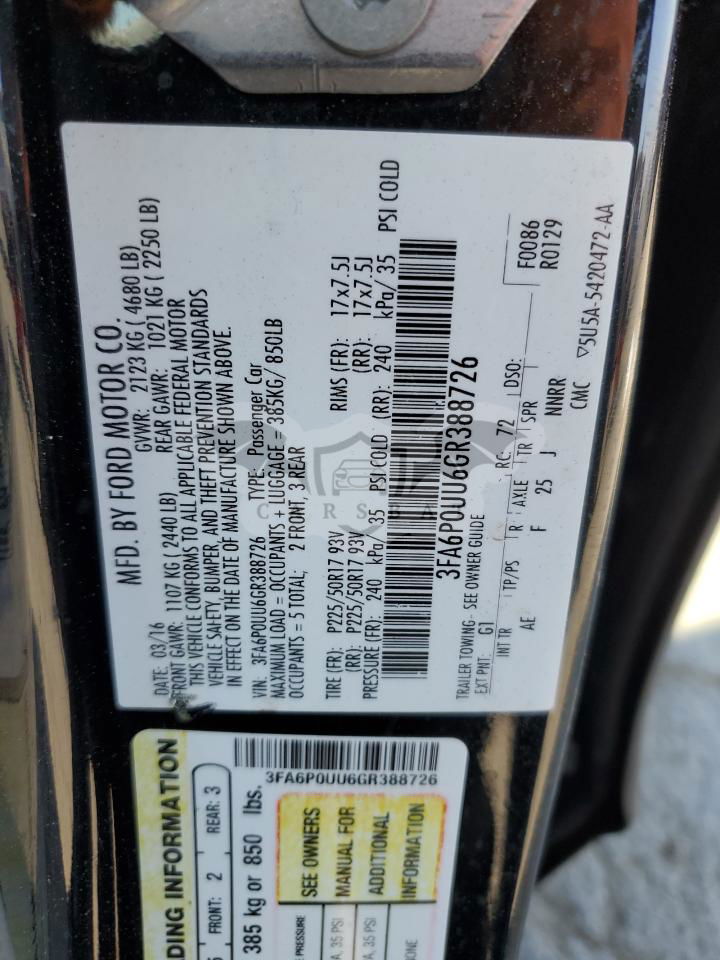 MFD. BY FORD MOTOR CO.
DATE: 03/16 GVWR: 2123 KG ( 4680 LB)
FRONT GAWR: 1107 KG ( 2440 LB) REAR GAWR: 1021 KG ( 2250 LB)
THIS VEHICLE CONFORMS TO ALL APPLICABLE FEDERAL MOTOR
VEHICLE SAFETY, BUMPER, AND THEFT PREVENTION STANDARDS
IN EFFECT ON THE DATE OF MANUFACTURE SHOWN ABOVE.
VIN: 3FA6P0UU6GR388726 TYPE: Passenger Car
MAXIMUM LOAD = OCCUPANTS + LUGGAGE = 385KG/ 850LB
OCCUPANTS = 5 TOTAL; 2 FRONT, 3 REAR
TIRE (FR): P225/50R17 93V RIMS (FR): 17x7.5J
(RR): P225/50R17 93V (RR): 17x7.5J
PRESSURE (FR): 240 kPa/ 35 PSI COLD (RR): 240 kPa/ 35 PSI COLD
3FA6P0UU6GR388726
TRAILER TOWING- SEE OWNER GUIDE
EXT PNT: G1 RC: 72 DSO: F0086
R0129
INT TR TP/PS R AXLE TR SPR
AE F 25 J NNRR
CMC ▽5U5A-5420472-AA
DING INFORMATION
FRONT: 2 REAR: 3
385 kg or 850 lbs.
3FA6P0UU6GR388726
PRESSURE
A, 35 PSI
A, 35 PSI
SEE OWNERS
MANUAL FOR
ADDITIONAL
INFORMATION